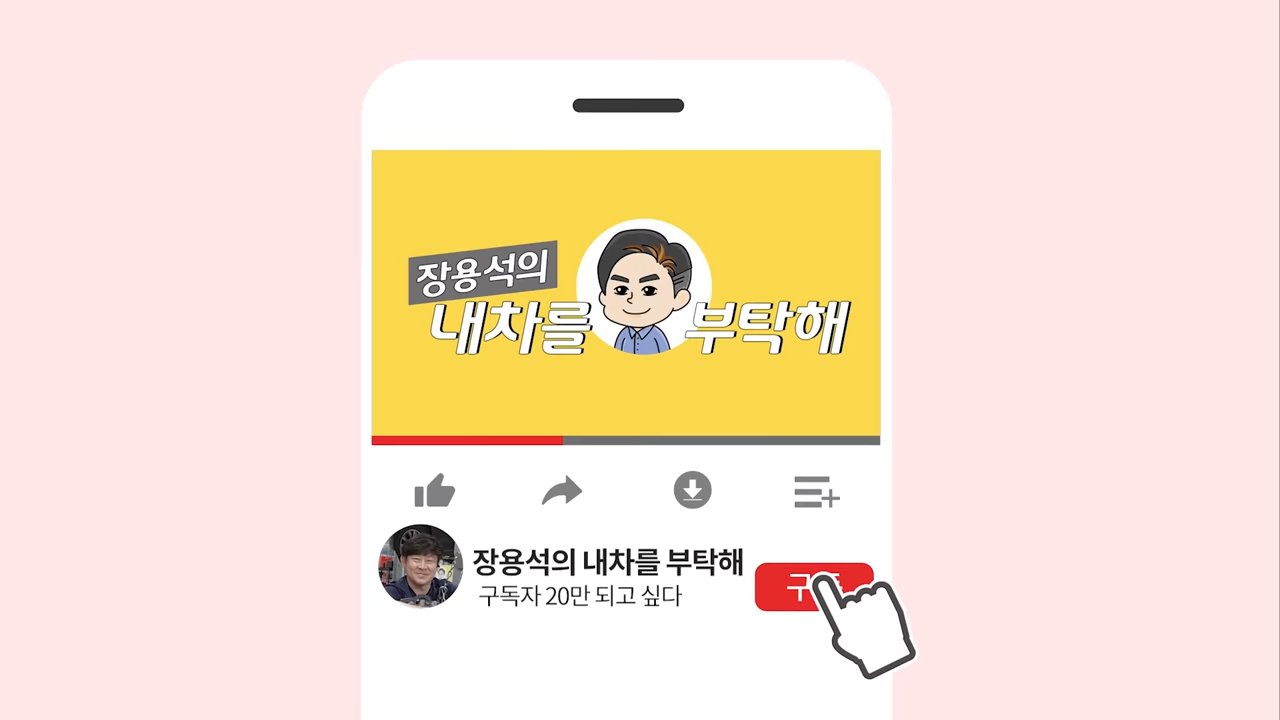 장용석의
내차를 부탁해
장용석의 내차를 부탁해
구독자 20만 되고 싶다